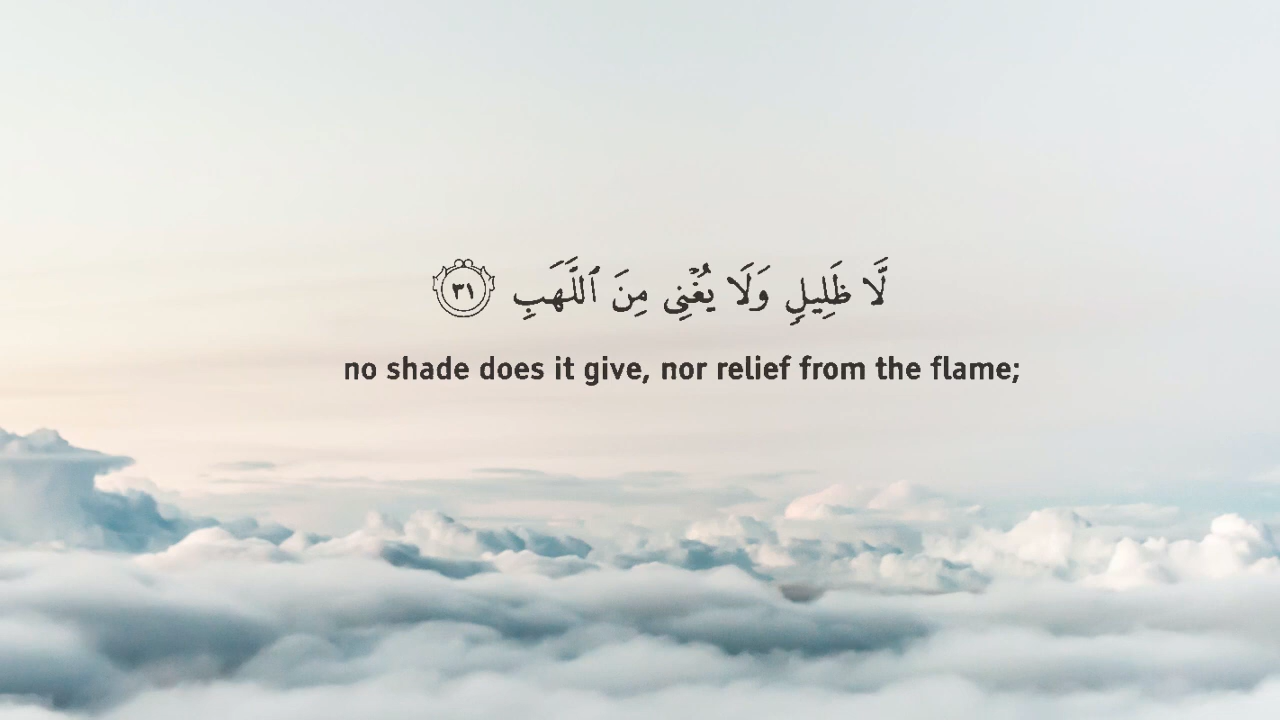 لَّا ظَلِيلٍ وَلَا يُغْنِى مِنَ ٱللَّهَبِ ٣١
no shade does it give, nor relief from the flame;